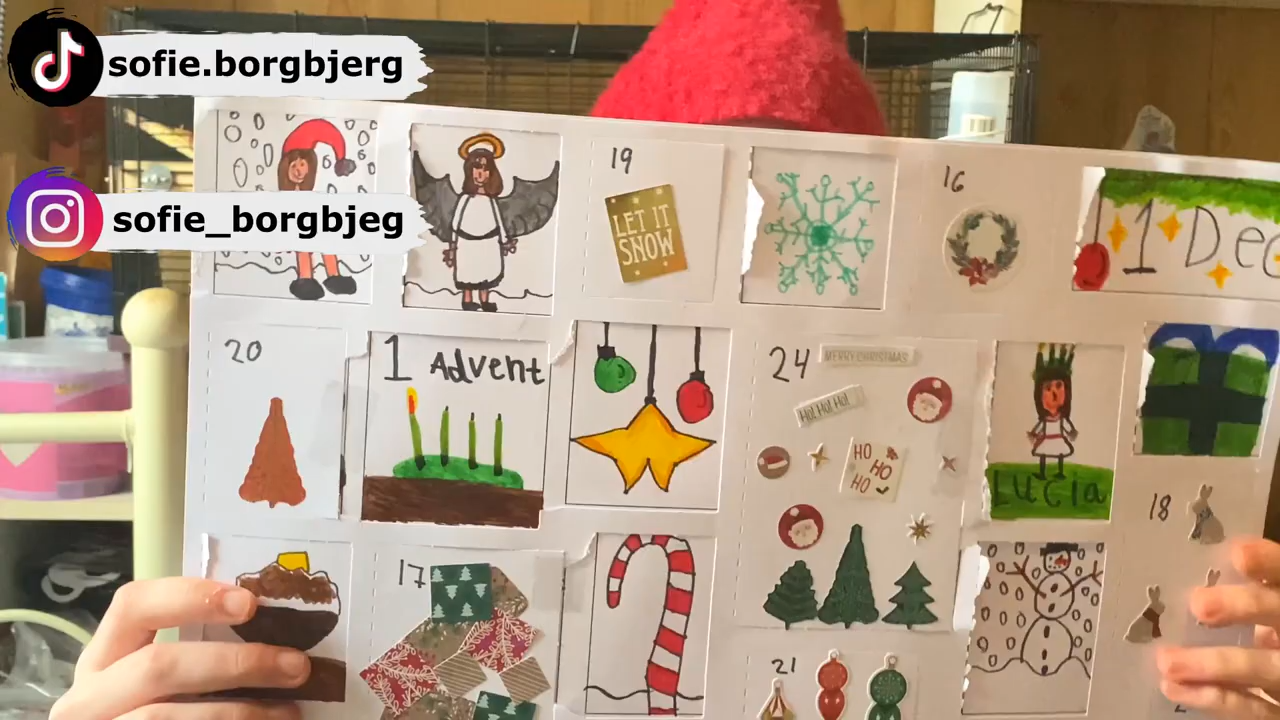 sofie.borgbjerg
sofie_borgbjeg
19
LET IT
SNOW
16
1 Dec
20
1 Advent
24
MERRY CHRISTMAS
HO! HO! HO!
HO
HO
HO
LUCIA
18
17
21